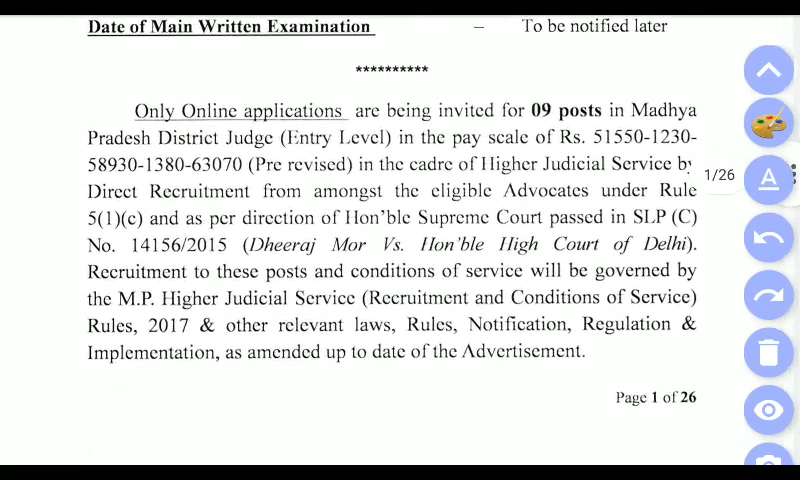 Date of Main Written Examination – To be notified later
**********
Only Online applications are being invited for 09 posts in Madhya
Pradesh District Judge (Entry Level) in the pay scale of Rs. 51550-1230-
58930-1380-63070 (Pre revised) in the cadre of Higher Judicial Service by
Direct Recruitment from amongst the eligible Advocates under Rule
5(1)(c) and as per direction of Hon'ble Supreme Court passed in SLP (C)
No. 14156/2015 (Dheeraj Mor Vs. Hon'ble High Court of Delhi).
Recruitment to these posts and conditions of service will be governed by
the M.P. Higher Judicial Service (Recruitment and Conditions of Service)
Rules, 2017 & other relevant laws, Rules, Notification, Regulation &
Implementation, as amended up to date of the Advertisement.
Page 1 of 26
1/26
A